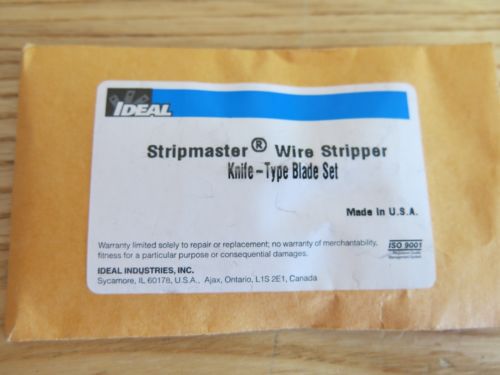 IDEAL
Stripmaster® Wire Stripper
Knife-Type Blade Set
Made in U.S.A.
Warranty limited solely to repair or replacement; no warranty of merchantability,
fitness for a particular purpose or consequential damages.
ISO 9001
IDEAL INDUSTRIES, INC.
Sycamore, IL 60178, U.S.A., Ajax, Ontario, L1S 2E1, Canada